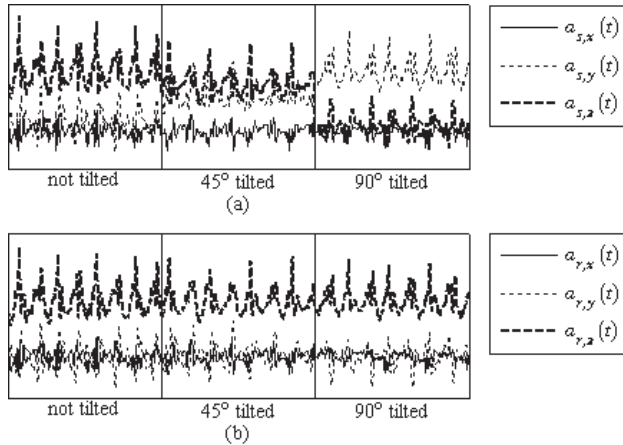 a_{s,x}(t)
a_{s,y}(t)
a_{s,z}(t)
not tilted 45° tilted 90° tilted
(a)
a_{r,x}(t)
a_{r,y}(t)
a_{r,z}(t)
not tilted 45° tilted 90° tilted
(b)